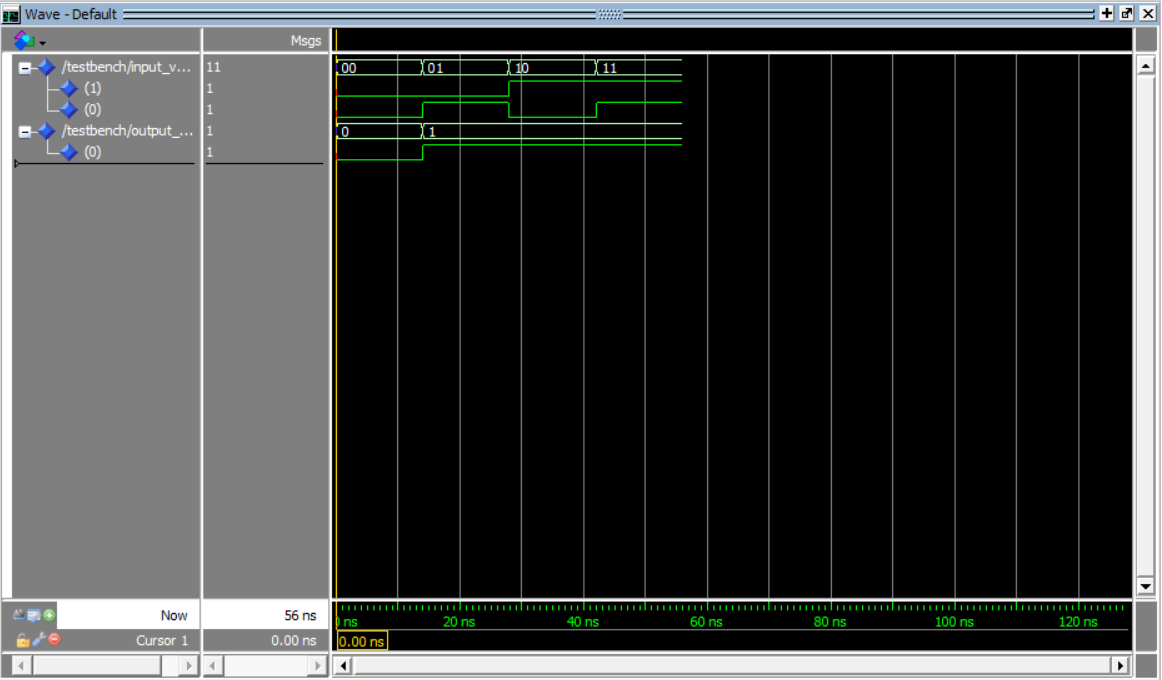 Wave - Default
Msgs
/testbench/input_v... 11 00 01 10 11
(1) 1
(0) 1
/testbench/output_... 1 0 1
(0) 1
Now 56 ns ns 20 ns 40 ns 60 ns 80 ns 100 ns 120 ns
Cursor 1 0.00 ns 0.00 ns